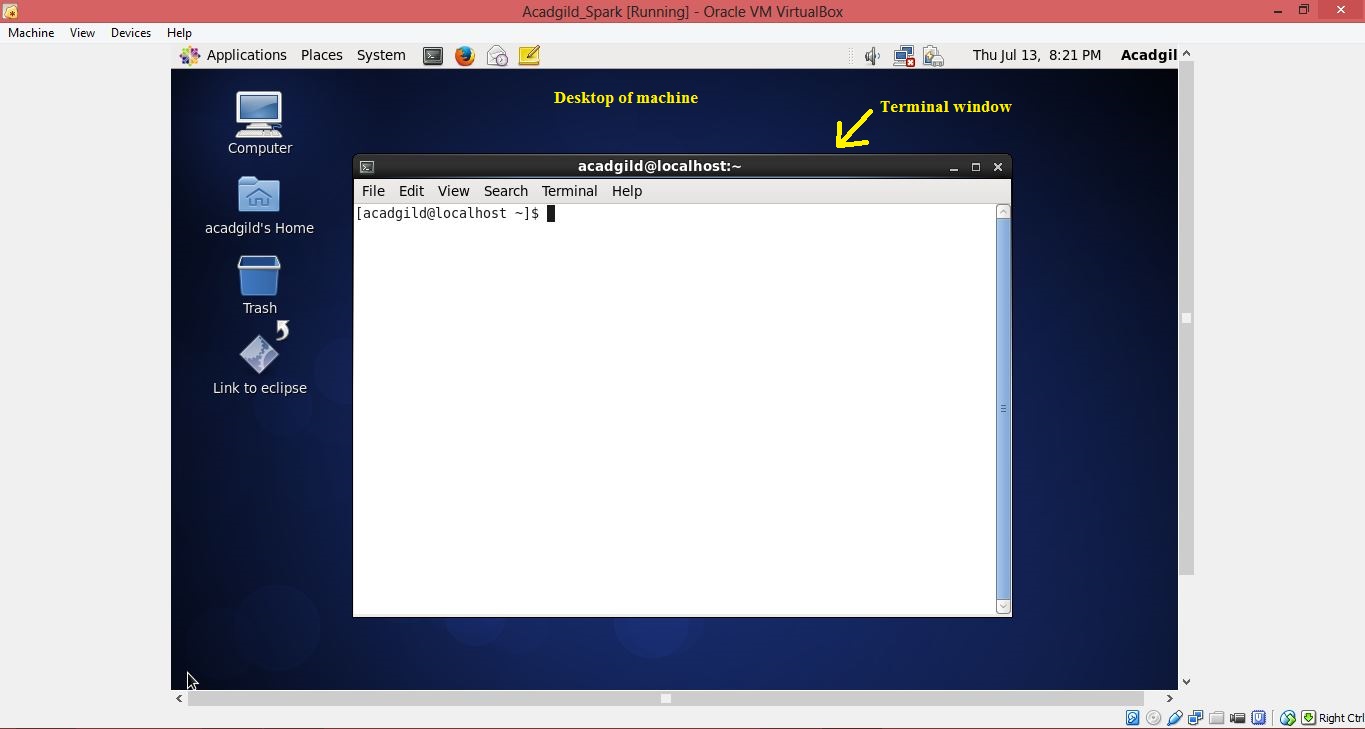 Acadgild_Spark [Running] - Oracle VM VirtualBox
Machine View Devices Help
Applications Places System Thu Jul 13, 8:21 PM Acadgil
Desktop of machine
Terminal window
Computer
acadgild's Home
Trash
Link to eclipse
acadgild@localhost:~
File Edit View Search Terminal Help
[acadgild@localhost ~]$
Right Ctrl